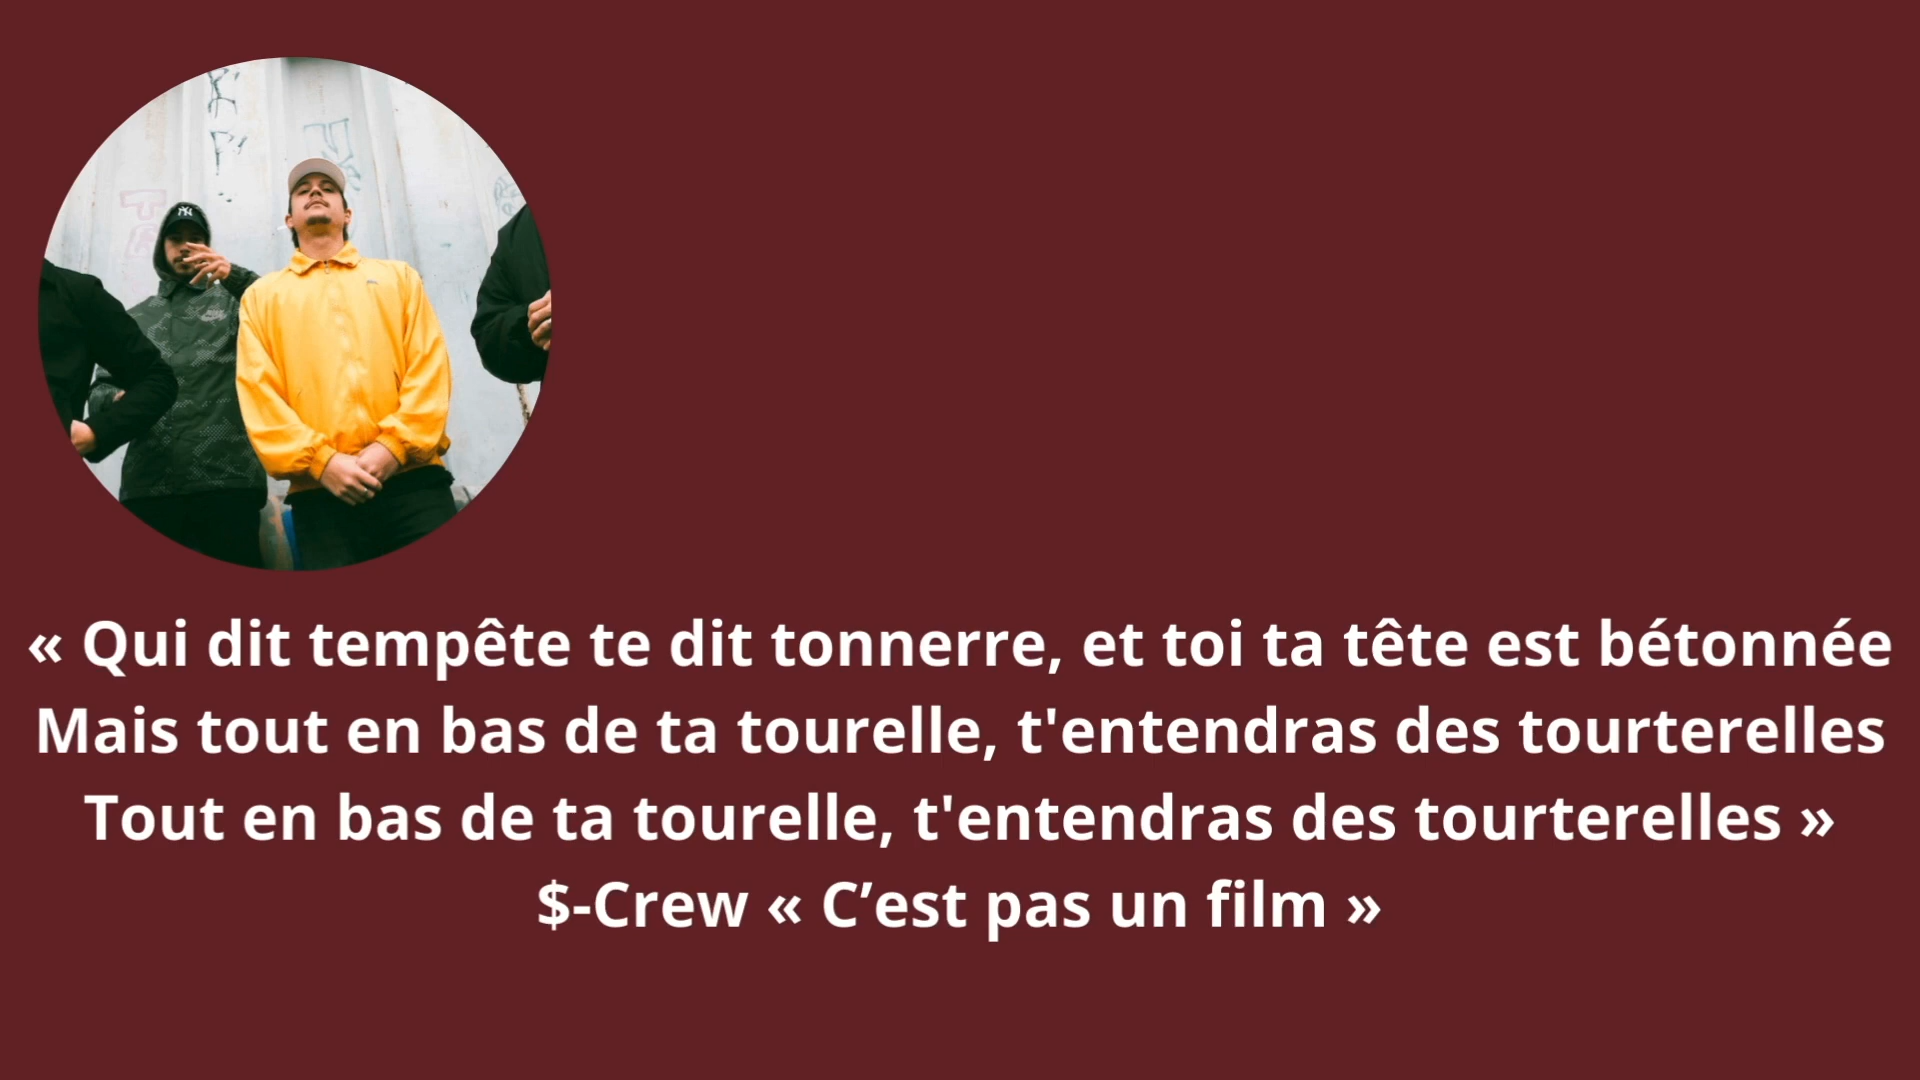 « Qui dit tempête te dit tonnerre, et toi ta tête est bétonnée
Mais tout en bas de ta tourelle, t'entendras des tourterelles
Tout en bas de ta tourelle, t'entendras des tourterelles »
$-Crew « C’est pas un film »